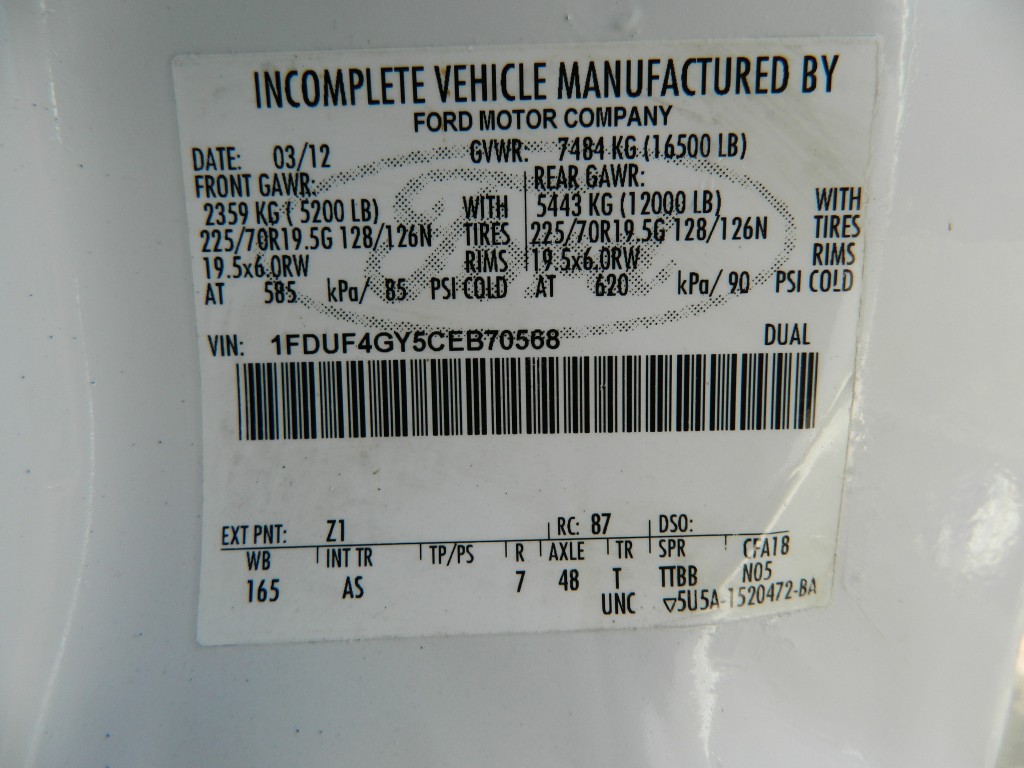 INCOMPLETE VEHICLE MANUFACTURED BY
FORD MOTOR COMPANY
DATE: 03/12 GVWR: 7484 KG (16500 LB)
FRONT GAWR: REAR GAWR:
2359 KG ( 5200 LB) WITH 5443 KG (12000 LB) WITH
225/70R19.5G 128/126N TIRES 225/70R19.5G 128/126N TIRES
19.5x6.0RW RIMS 19.5x6.0RW RIMS
AT 585 kPa/ 85 PSI COLD AT 620 kPa/ 90 PSI COLD
VIN: 1FDUF4GY5CEB70568 DUAL
EXT PNT: Z1 RC: 87 DSO:
WB INT TR TP/PS R AXLE TR SPR CFA18
165 AS 7 48 T TTBB N05
UNC ▽5U5A-1520472-BA